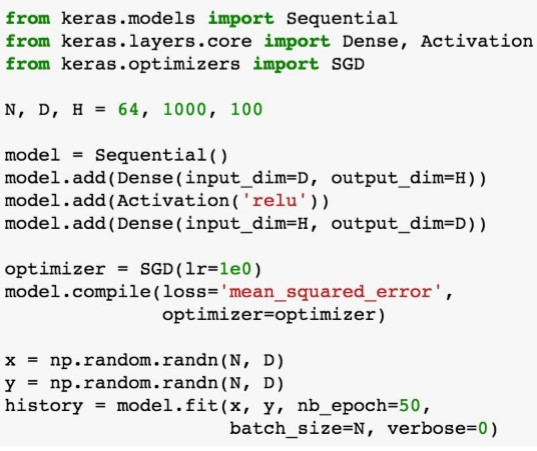 from keras.models import Sequential
from keras.layers.core import Dense, Activation
from keras.optimizers import SGD

N, D, H = 64, 1000, 100

model = Sequential()
model.add(Dense(input_dim=D, output_dim=H))
model.add(Activation('relu'))
model.add(Dense(input_dim=H, output_dim=D))

optimizer = SGD(lr=1e0)
model.compile(loss='mean_squared_error',
              optimizer=optimizer)

x = np.random.randn(N, D)
y = np.random.randn(N, D)
history = model.fit(x, y, nb_epoch=50,
                    batch_size=N, verbose=0)